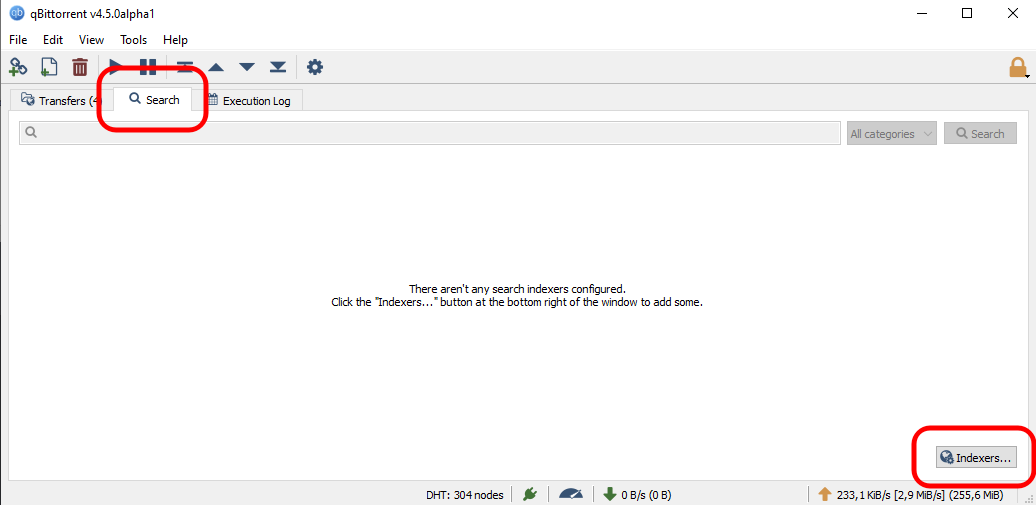 qBittorrent v4.5.0alpha1
File Edit View Tools Help
Transfers (4) Search Execution Log
All categories Search
There aren't any search indexers configured.
Click the "Indexers..." button at the bottom right of the window to add some.
Indexers...
DHT: 304 nodes 0 B/s (0 B) 233,1 KiB/s [2,9 MiB/s] (255,6 MiB)